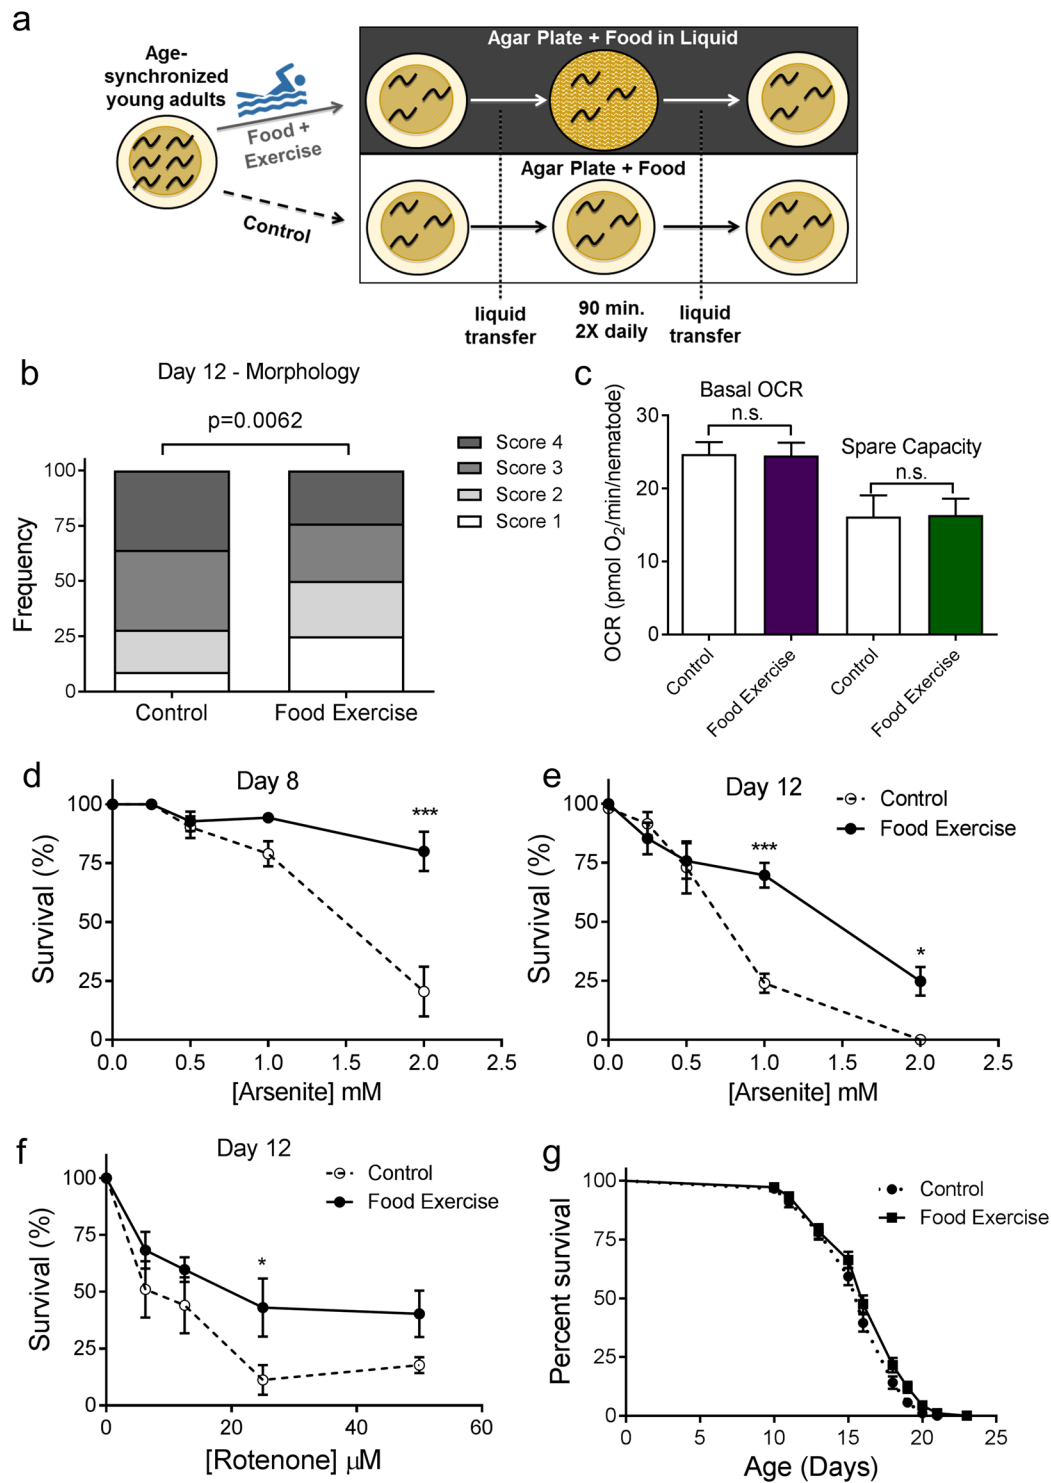 a
Agar Plate + Food in Liquid
Age-
synchronized
young adults
Food +
Exercise
Control
Agar Plate + Food
liquid
transfer
90 min.
2X daily
liquid
transfer
b
Day 12 - Morphology
p=0.0062
Score 4
Score 3
Score 2
Score 1
100
75
50
25
0
Frequency
Control
Food Exercise
c
Basal OCR
n.s.
Spare Capacity
n.s.
30
20
10
0
OCR (pmol O2/min/nematode)
Control
Food Exercise
Control
Food Exercise
d
Day 8
***
100
75
50
25
0
Survival (%)
0.0
0.5
1.0
1.5
2.0
2.5
[Arsenite] mM
e
Day 12
Control
Food Exercise
***
*
100
75
50
25
0
Survival (%)
0.0
0.5
1.0
1.5
2.0
2.5
[Arsenite] mM
f
Day 12
Control
Food Exercise
*
100
75
50
25
0
Survival (%)
0
20
40
60
[Rotenone] μM
g
Control
Food Exercise
100
75
50
25
0
Percent survival
0
5
10
15
20
25
Age (Days)